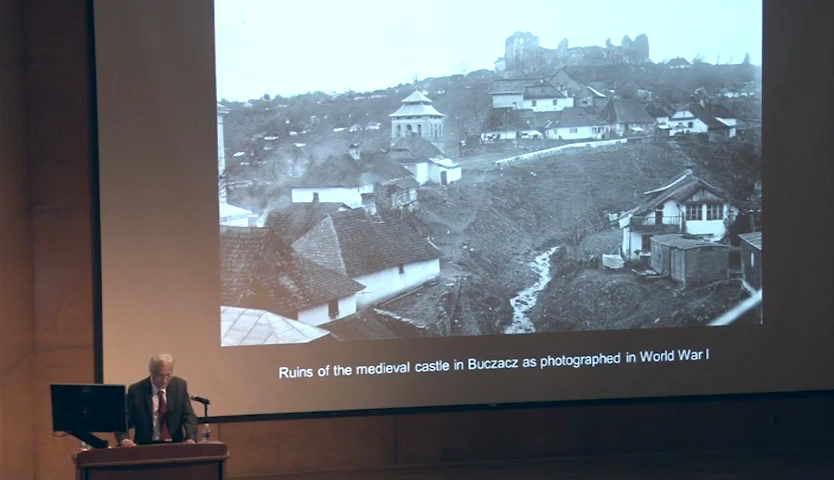 Ruins of the medieval castle in Buczacz as photographed in World War I